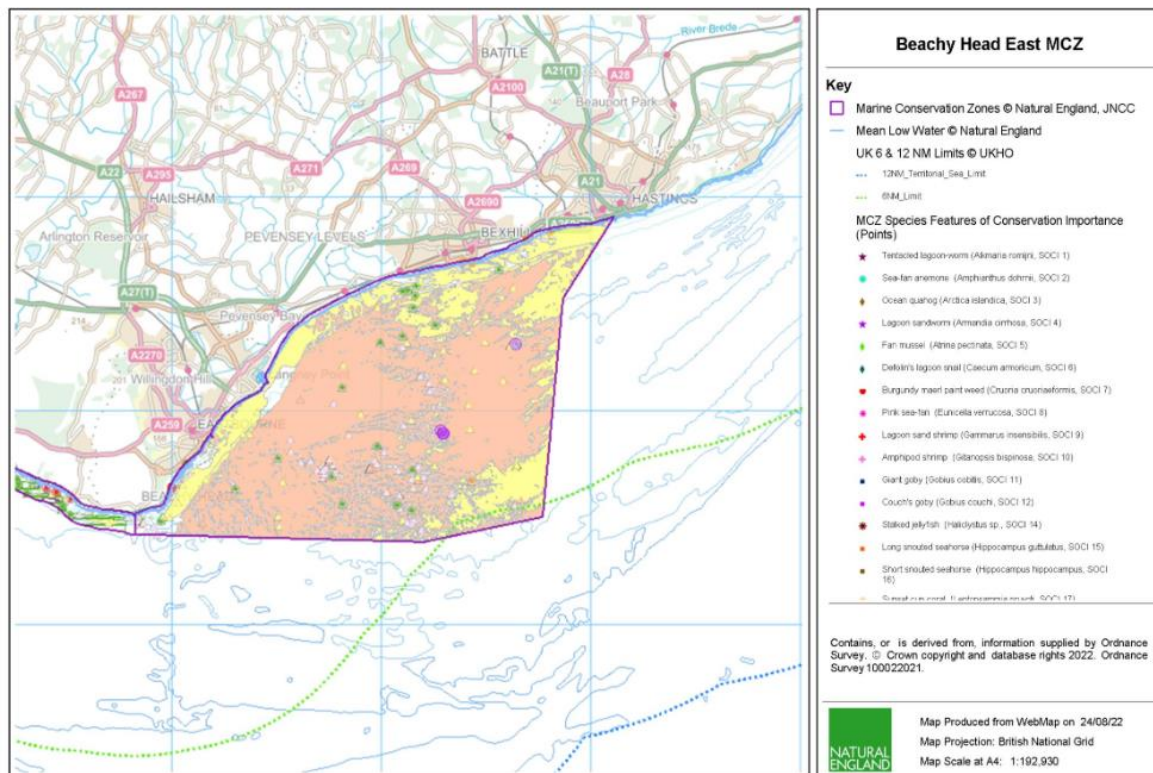 River Brede
BATTLE
A21(T)
A28
A267
A2100
Beauport Park
A271
A269
A22
A295
A21
HAILSHAM
A2690
HASTINGS
Arlington Reservoir
PEVENSEY LEVELS
BEXHILL
A27(T)
Pevensey Bay
A2270
Willingdon Hill
A259
Beachy Head East MCZ
Key
Marine Conservation Zones © Natural England, JNCC
Mean Low Water © Natural England
UK 6 & 12 NM Limits © UKHO
12NM_Territorial_Sea_Limit
6NM_Limit
MCZ Species Features of Conservation Importance
(Points)
Tentacled lagoon-worm (Alkmaria romijni, SOCI 1)
Sea-fan anemone (Amphianthus dohrnii, SOCI 2)
Ocean quahog (Arctica islandica, SOCI 3)
Lagoon sandworm (Armandia cirrhosa, SOCI 4)
Fan mussel (Atrina pectinata, SOCI 5)
Defolin's lagoon snail (Caecum armoricum, SOCI 6)
Burgundy maerl paint weed (Cruoria cruoriaeformis, SOCI 7)
Pink sea-fan (Eunicella verrucosa, SOCI 8)
Lagoon sand shrimp (Gammarus insensibilis, SOCI 9)
Amphipod shrimp (Gitanopsis bispinosa, SOCI 10)
Giant goby (Gobius cobitis, SOCI 11)
Couch's goby (Gobius couchi, SOCI 12)
Stalked jellyfish (Haliclystus sp., SOCI 14)
Long snouted seahorse (Hippocampus guttulatus, SOCI 15)
Short snouted seahorse (Hippocampus hippocampus, SOCI
16)
Contains, or is derived from, information supplied by Ordnance
Survey. © Crown copyright and database rights 2022. Ordnance
Survey 100022021.
NATURAL
ENGLAND
Map Produced from WebMap on 24/08/22
Map Projection: British National Grid
Map Scale at A4: 1:192,930